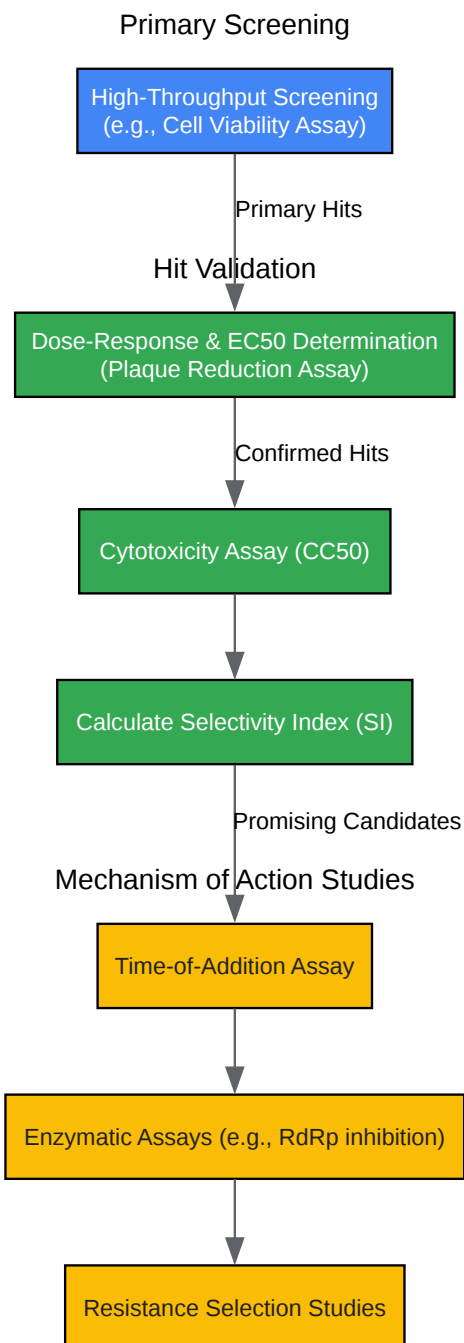 Primary Screening
High-Throughput Screening
(e.g., Cell Viability Assay)
Primary Hits
Hit Validation
Dose-Response & EC50 Determination
(Plaque Reduction Assay)
Confirmed Hits
Cytotoxicity Assay (CC50)
Calculate Selectivity Index (SI)
Promising Candidates
Mechanism of Action Studies
Time-of-Addition Assay
Enzymatic Assays (e.g., RdRp inhibition)
Resistance Selection Studies